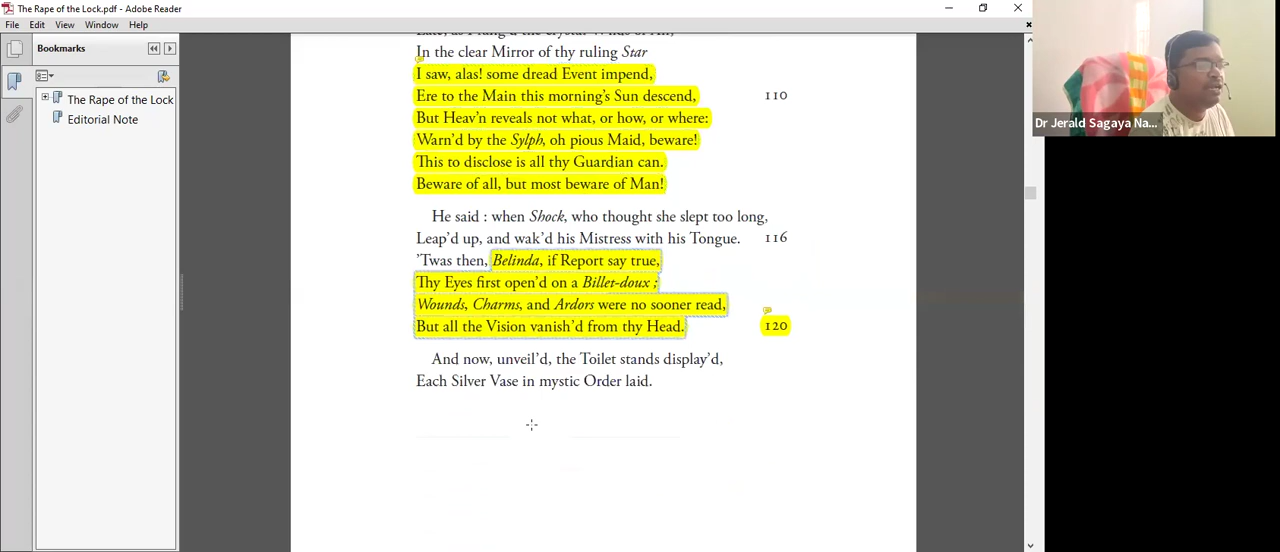 The Rape of the Lock.pdf - Adobe Reader
File Edit View Window Help
Bookmarks
The Rape of the Lock
Editorial Note
In the clear Mirror of thy ruling Star
I saw, alas! some dread Event impend,
Ere to the Main this morning's Sun descend, 110
But Heav'n reveals not what, or how, or where:
Warn'd by the Sylph, oh pious Maid, beware!
This to disclose is all thy Guardian can.
Beware of all, but most beware of Man!
He said : when Shock, who thought she slept too long,
Leap'd up, and wak'd his Mistress with his Tongue. 116
'Twas then, Belinda, if Report say true,
Thy Eyes first open'd on a Billet-doux ;
Wounds, Charms, and Ardors were no sooner read,
But all the Vision vanish'd from thy Head. 120
And now, unveil'd, the Toilet stands display'd,
Each Silver Vase in mystic Order laid.
Dr Jerald Sagaya Na...